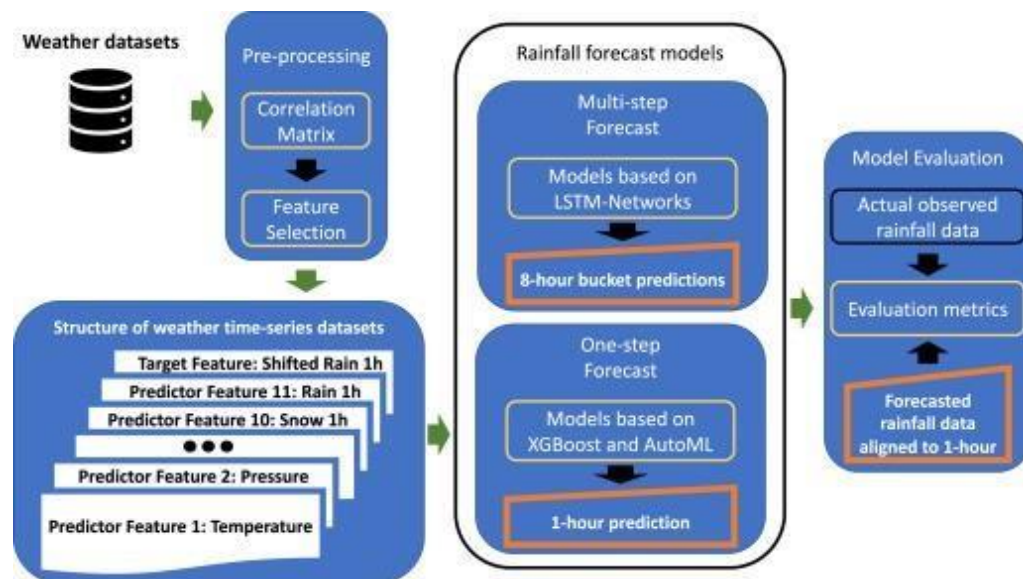 Weather datasets
Pre-processing
Correlation
Matrix
Feature
Selection
Structure of weather time-series datasets
Target Feature: Shifted Rain 1h
Predictor Feature 11: Rain 1h
Predictor Feature 10: Snow 1h
Predictor Feature 2: Pressure
Predictor Feature 1: Temperature
Rainfall forecast models
Multi-step
Forecast
Models based on
LSTM-Networks
8-hour bucket predictions
One-step
Forecast
Models based on
XGBoost and AutoML
1-hour prediction
Model Evaluation
Actual observed
rainfall data
Evaluation metrics
Forecasted
rainfall data
aligned to 1-hour